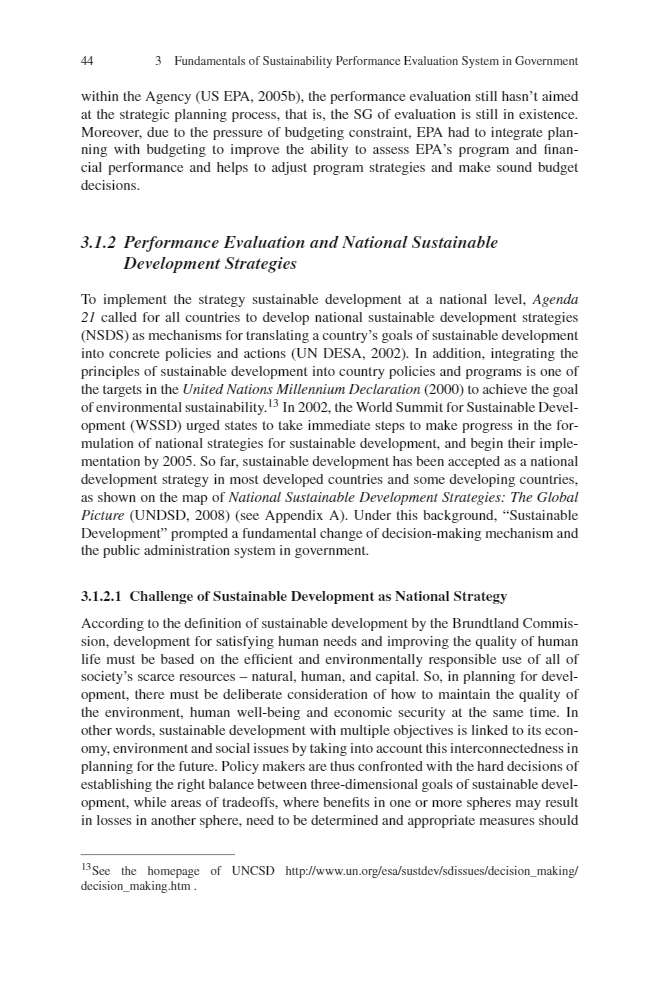 44 3 Fundamentals of Sustainability Performance Evaluation System in Government
within the Agency (US EPA, 2005b), the performance evaluation still hasn't aimed
at the strategic planning process, that is, the SG of evaluation is still in existence.
Moreover, due to the pressure of budgeting constraint, EPA had to integrate plan-
ning with budgeting to improve the ability to assess EPA's program and finan-
cial performance and helps to adjust program strategies and make sound budget
decisions.
3.1.2 Performance Evaluation and National Sustainable
Development Strategies
To implement the strategy sustainable development at a national level, Agenda
21 called for all countries to develop national sustainable development strategies
(NSDS) as mechanisms for translating a country's goals of sustainable development
into concrete policies and actions (UN DESA, 2002). In addition, integrating the
principles of sustainable development into country policies and programs is one of
the targets in the United Nations Millennium Declaration (2000) to achieve the goal
of environmental sustainability.13 In 2002, the World Summit for Sustainable Devel-
opment (WSSD) urged states to take immediate steps to make progress in the for-
mulation of national strategies for sustainable development, and begin their imple-
mentation by 2005. So far, sustainable development has been accepted as a national
development strategy in most developed countries and some developing countries,
as shown on the map of National Sustainable Development Strategies: The Global
Picture (UNDSD, 2008) (see Appendix A). Under this background, “Sustainable
Development” prompted a fundamental change of decision-making mechanism and
the public administration system in government.
3.1.2.1 Challenge of Sustainable Development as National Strategy
According to the definition of sustainable development by the Brundtland Commis-
sion, development for satisfying human needs and improving the quality of human
life must be based on the efficient and environmentally responsible use of all of
society's scarce resources – natural, human, and capital. So, in planning for devel-
opment, there must be deliberate consideration of how to maintain the quality of
the environment, human well-being and economic security at the same time. In
other words, sustainable development with multiple objectives is linked to its econ-
omy, environment and social issues by taking into account this interconnectedness in
planning for the future. Policy makers are thus confronted with the hard decisions of
establishing the right balance between three-dimensional goals of sustainable devel-
opment, while areas of tradeoffs, where benefits in one or more spheres may result
in losses in another sphere, need to be determined and appropriate measures should
13See the homepage of UNCSD http://www.un.org/esa/sustdev/sdissues/decision_making/
decision_making.htm .